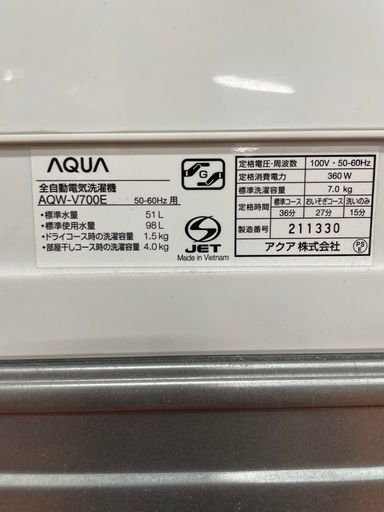 AQUA
全自動電気洗濯機
AQW-V700E 50-60Hz 用
・標準水量 51 L
・標準使用水量 98 L
・ドライコース時の洗濯容量 1.5 kg
・部屋干しコース時の洗濯容量 4.0 kg
G
S
JET
Made in Vietnam
定格電圧・周波数 100V・50-60Hz
定格消費電力 360 W
標準洗濯容量 7.0 kg
定格時間 標準コース おいそぎコース 洗いのみ
36分 27分 15分
製造番号 211330
アクア 株式会社
PS
E